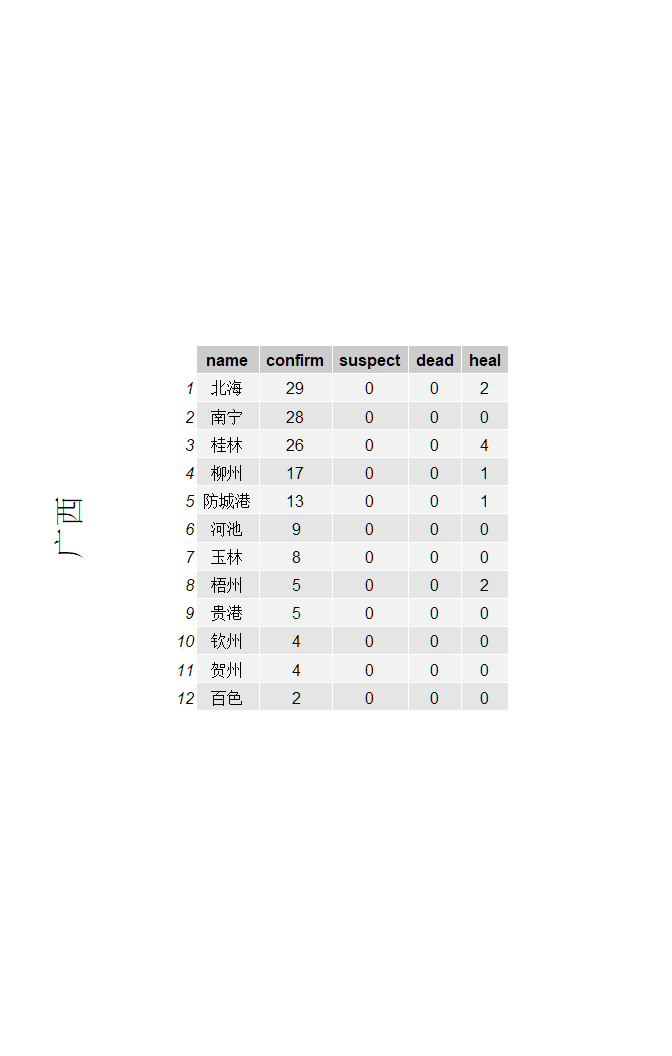 广西
name confirm suspect dead heal
1 北海 29 0 0 2
2 南宁 28 0 0 0
3 桂林 26 0 0 4
4 柳州 17 0 0 1
5 防城港 13 0 0 1
6 河池 9 0 0 0
7 玉林 8 0 0 0
8 梧州 5 0 0 2
9 贵港 5 0 0 0
10 钦州 4 0 0 0
11 贺州 4 0 0 0
12 百色 2 0 0 0